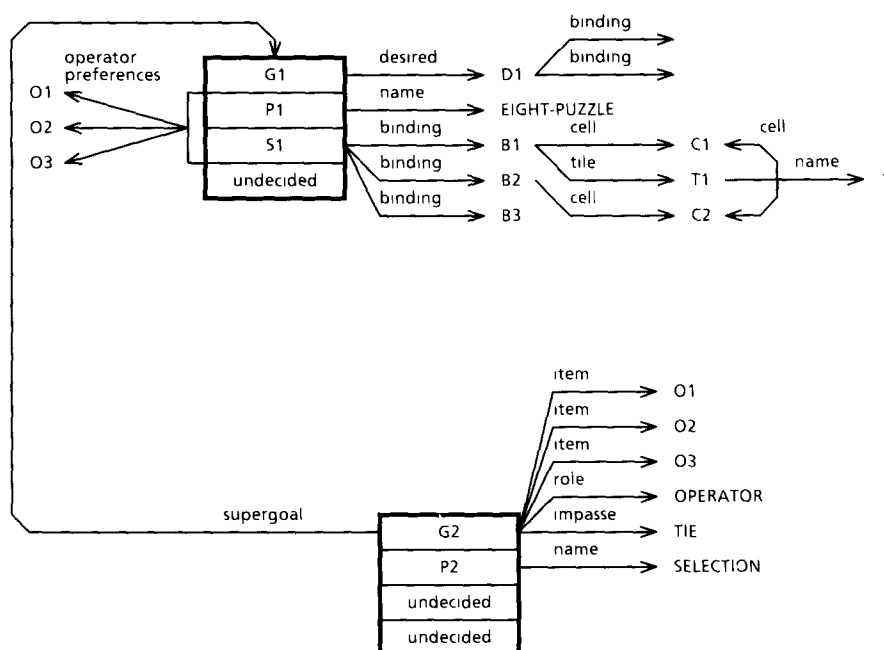 binding
operator preferences
desired
binding
O1
G1
D1
name
O2
P1
EIGHT-PUZZLE
binding
cell
cell
O3
S1
B1
C1
binding
tile
name
undecided
B2
T1
binding
cell
B3
C2
item
O1
item
O2
item
O3
role
OPERATOR
supergoal
impasse
G2
TIE
name
P2
SELECTION
undecided
undecided